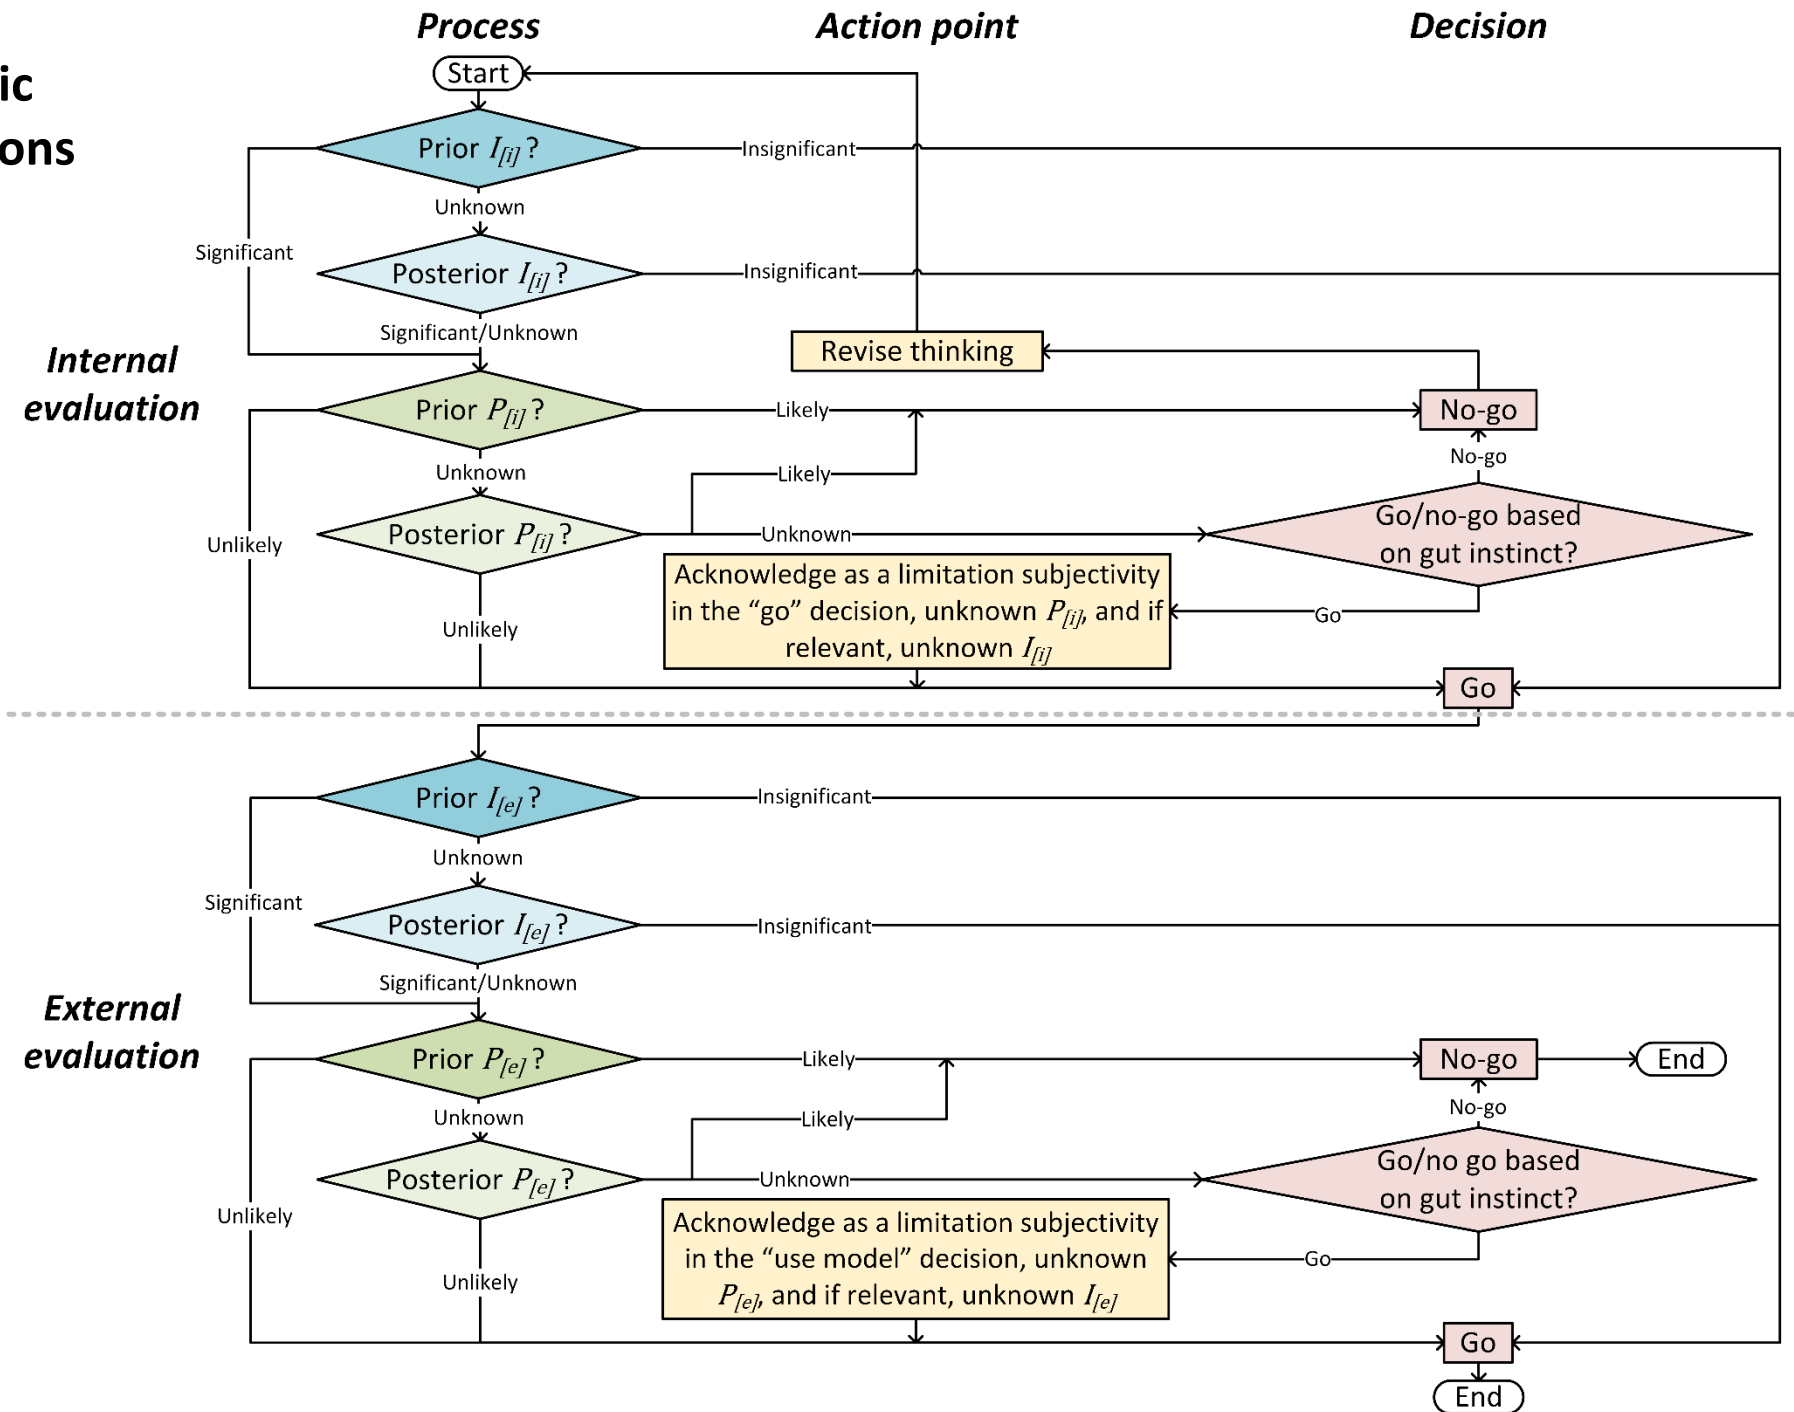 Process
Action point
Decision
ic
ons
Start
Prior I[i] ?
Insignificant
Unknown
Significant
Posterior I[i] ?
Insignificant
Significant/Unknown
Internal
evaluation
Revise thinking
Prior P[i] ?
Likely
No-go
Unknown
Likely
No-go
Unlikely
Posterior P[i] ?
Unknown
Go/no-go based
on gut instinct?
Acknowledge as a limitation subjectivity
in the “go” decision, unknown P[i], and if
relevant, unknown I[i]
Go
Unlikely
Go
Prior I[e] ?
Insignificant
Unknown
Significant
Posterior I[e] ?
Insignificant
Significant/Unknown
External
evaluation
Prior P[e] ?
Likely
No-go
End
Unknown
Likely
No-go
Posterior P[e] ?
Unknown
Go/no go based
on gut instinct?
Unlikely
Acknowledge as a limitation subjectivity
in the “use model” decision, unknown
P[e], and if relevant, unknown I[e]
Go
Unlikely
Go
End